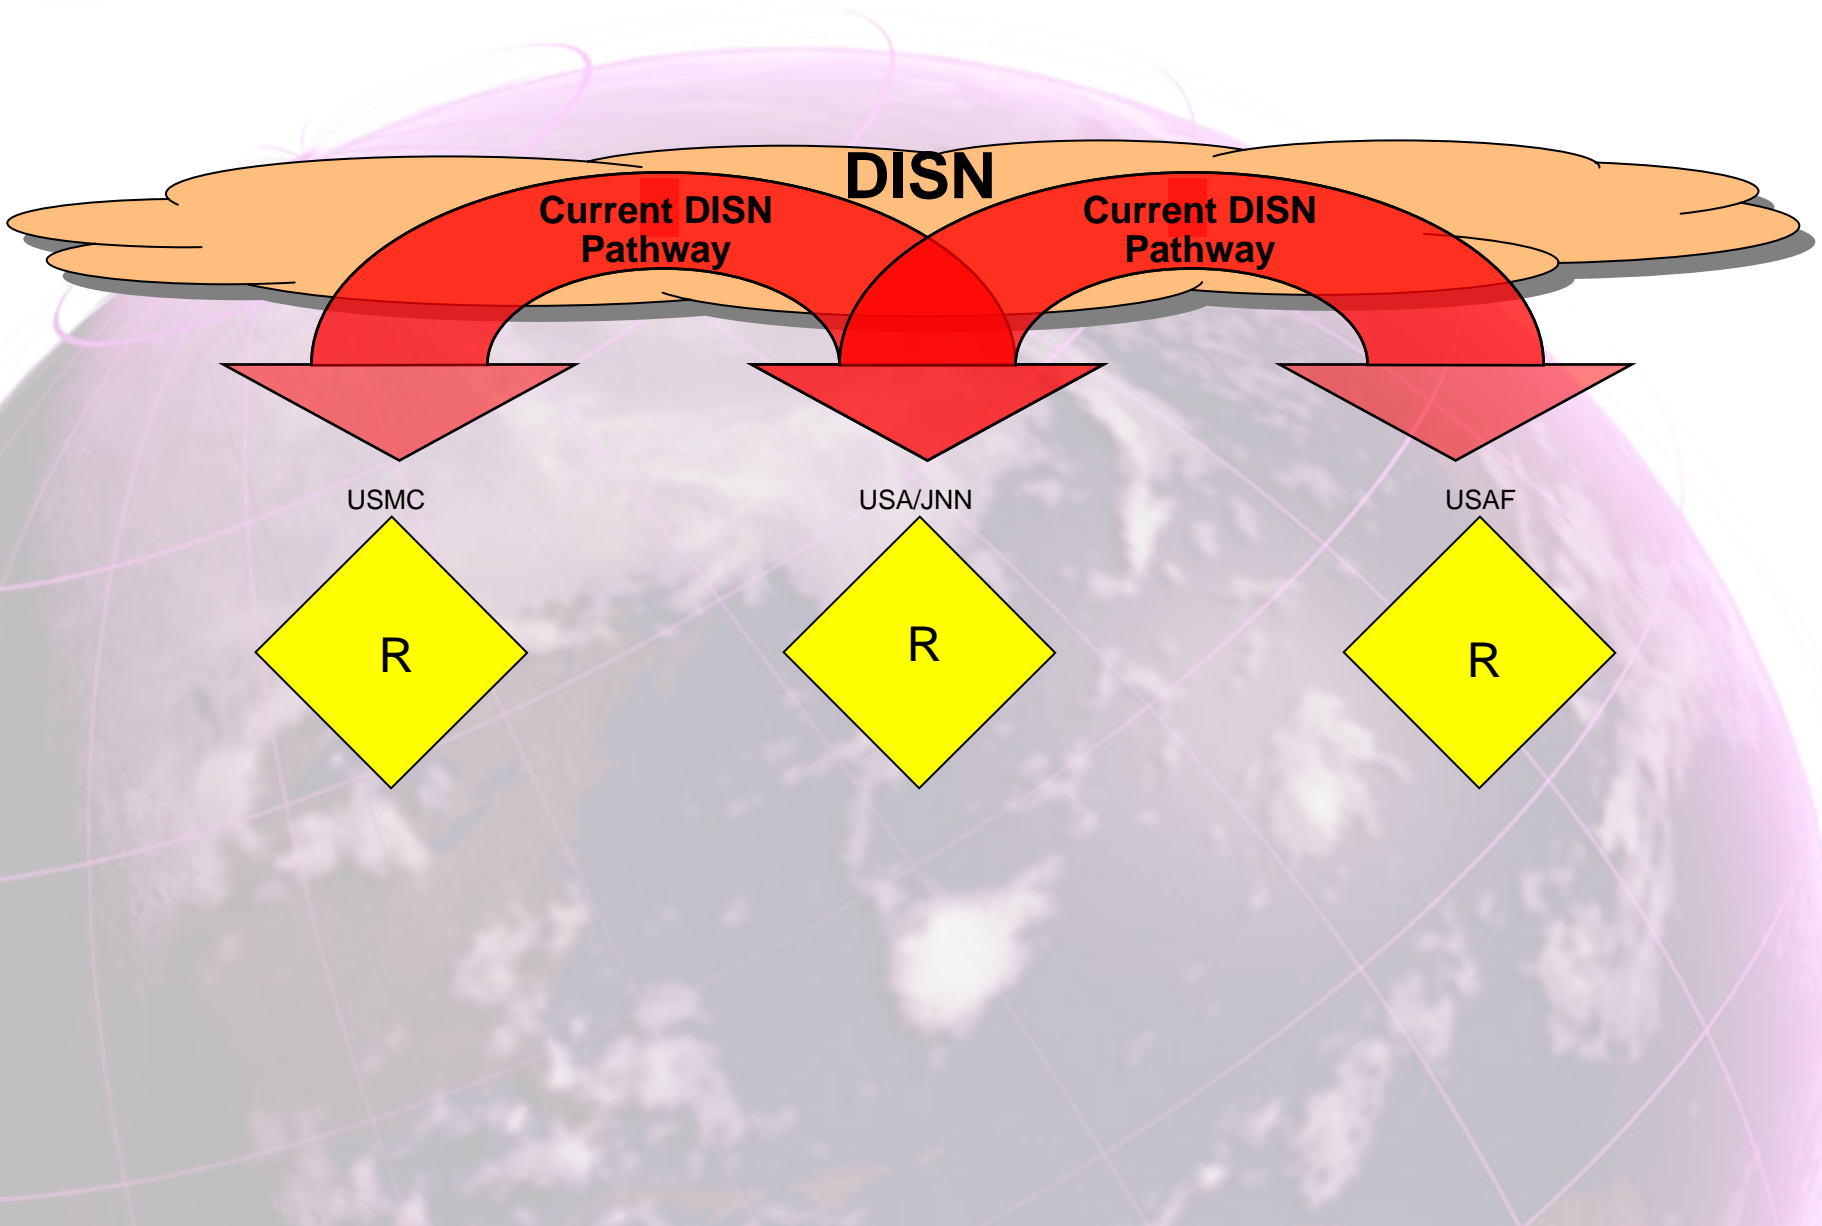 DISN
Current DISN
Pathway
Current DISN
Pathway
USMC
USA/JNN
USAF
R
R
R